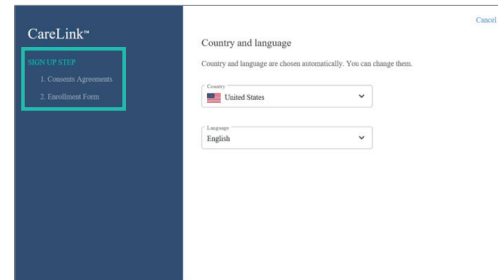 Cancel
CareLink™
SIGN UP STEP
1. Consents Agreements
2. Enrollment Form
Country and language
Country and language are chosen automatically. You can change them.
Country
United States
Language
English